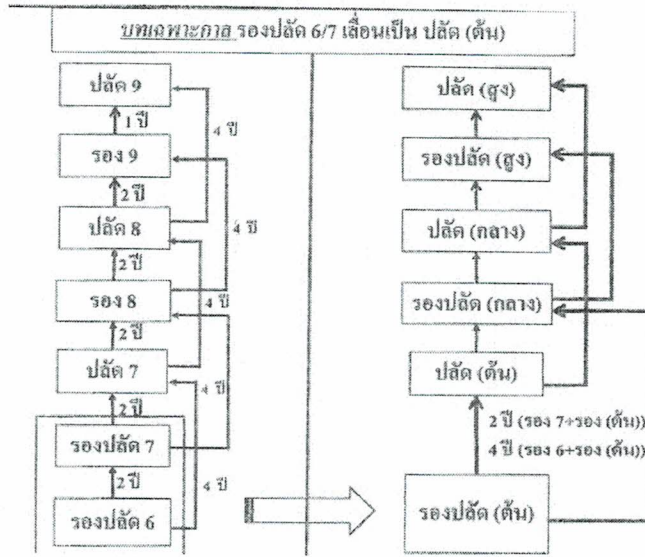 บทเฉพาะกาล รองปลัด 6/7 เลื่อนเป็น ปลัด (ต้น)
ปลัด 9
1 ปี
4 ปี
รอง 9
2 ปี
ปลัด 8
4 ปี
2 ปี
รอง 8
4 ปี
2 ปี
ปลัด 7
4 ปี
2 ปี
รองปลัด 7
2 ปี
4 ปี
รองปลัด 6
ปลัด (สูง)
รองปลัด (สูง)
ปลัด (กลาง)
รองปลัด (กลาง)
ปลัด (ต้น)
2 ปี (รอง 7+รอง (ต้น))
4 ปี (รอง 6+รอง (ต้น))
รองปลัด (ต้น)